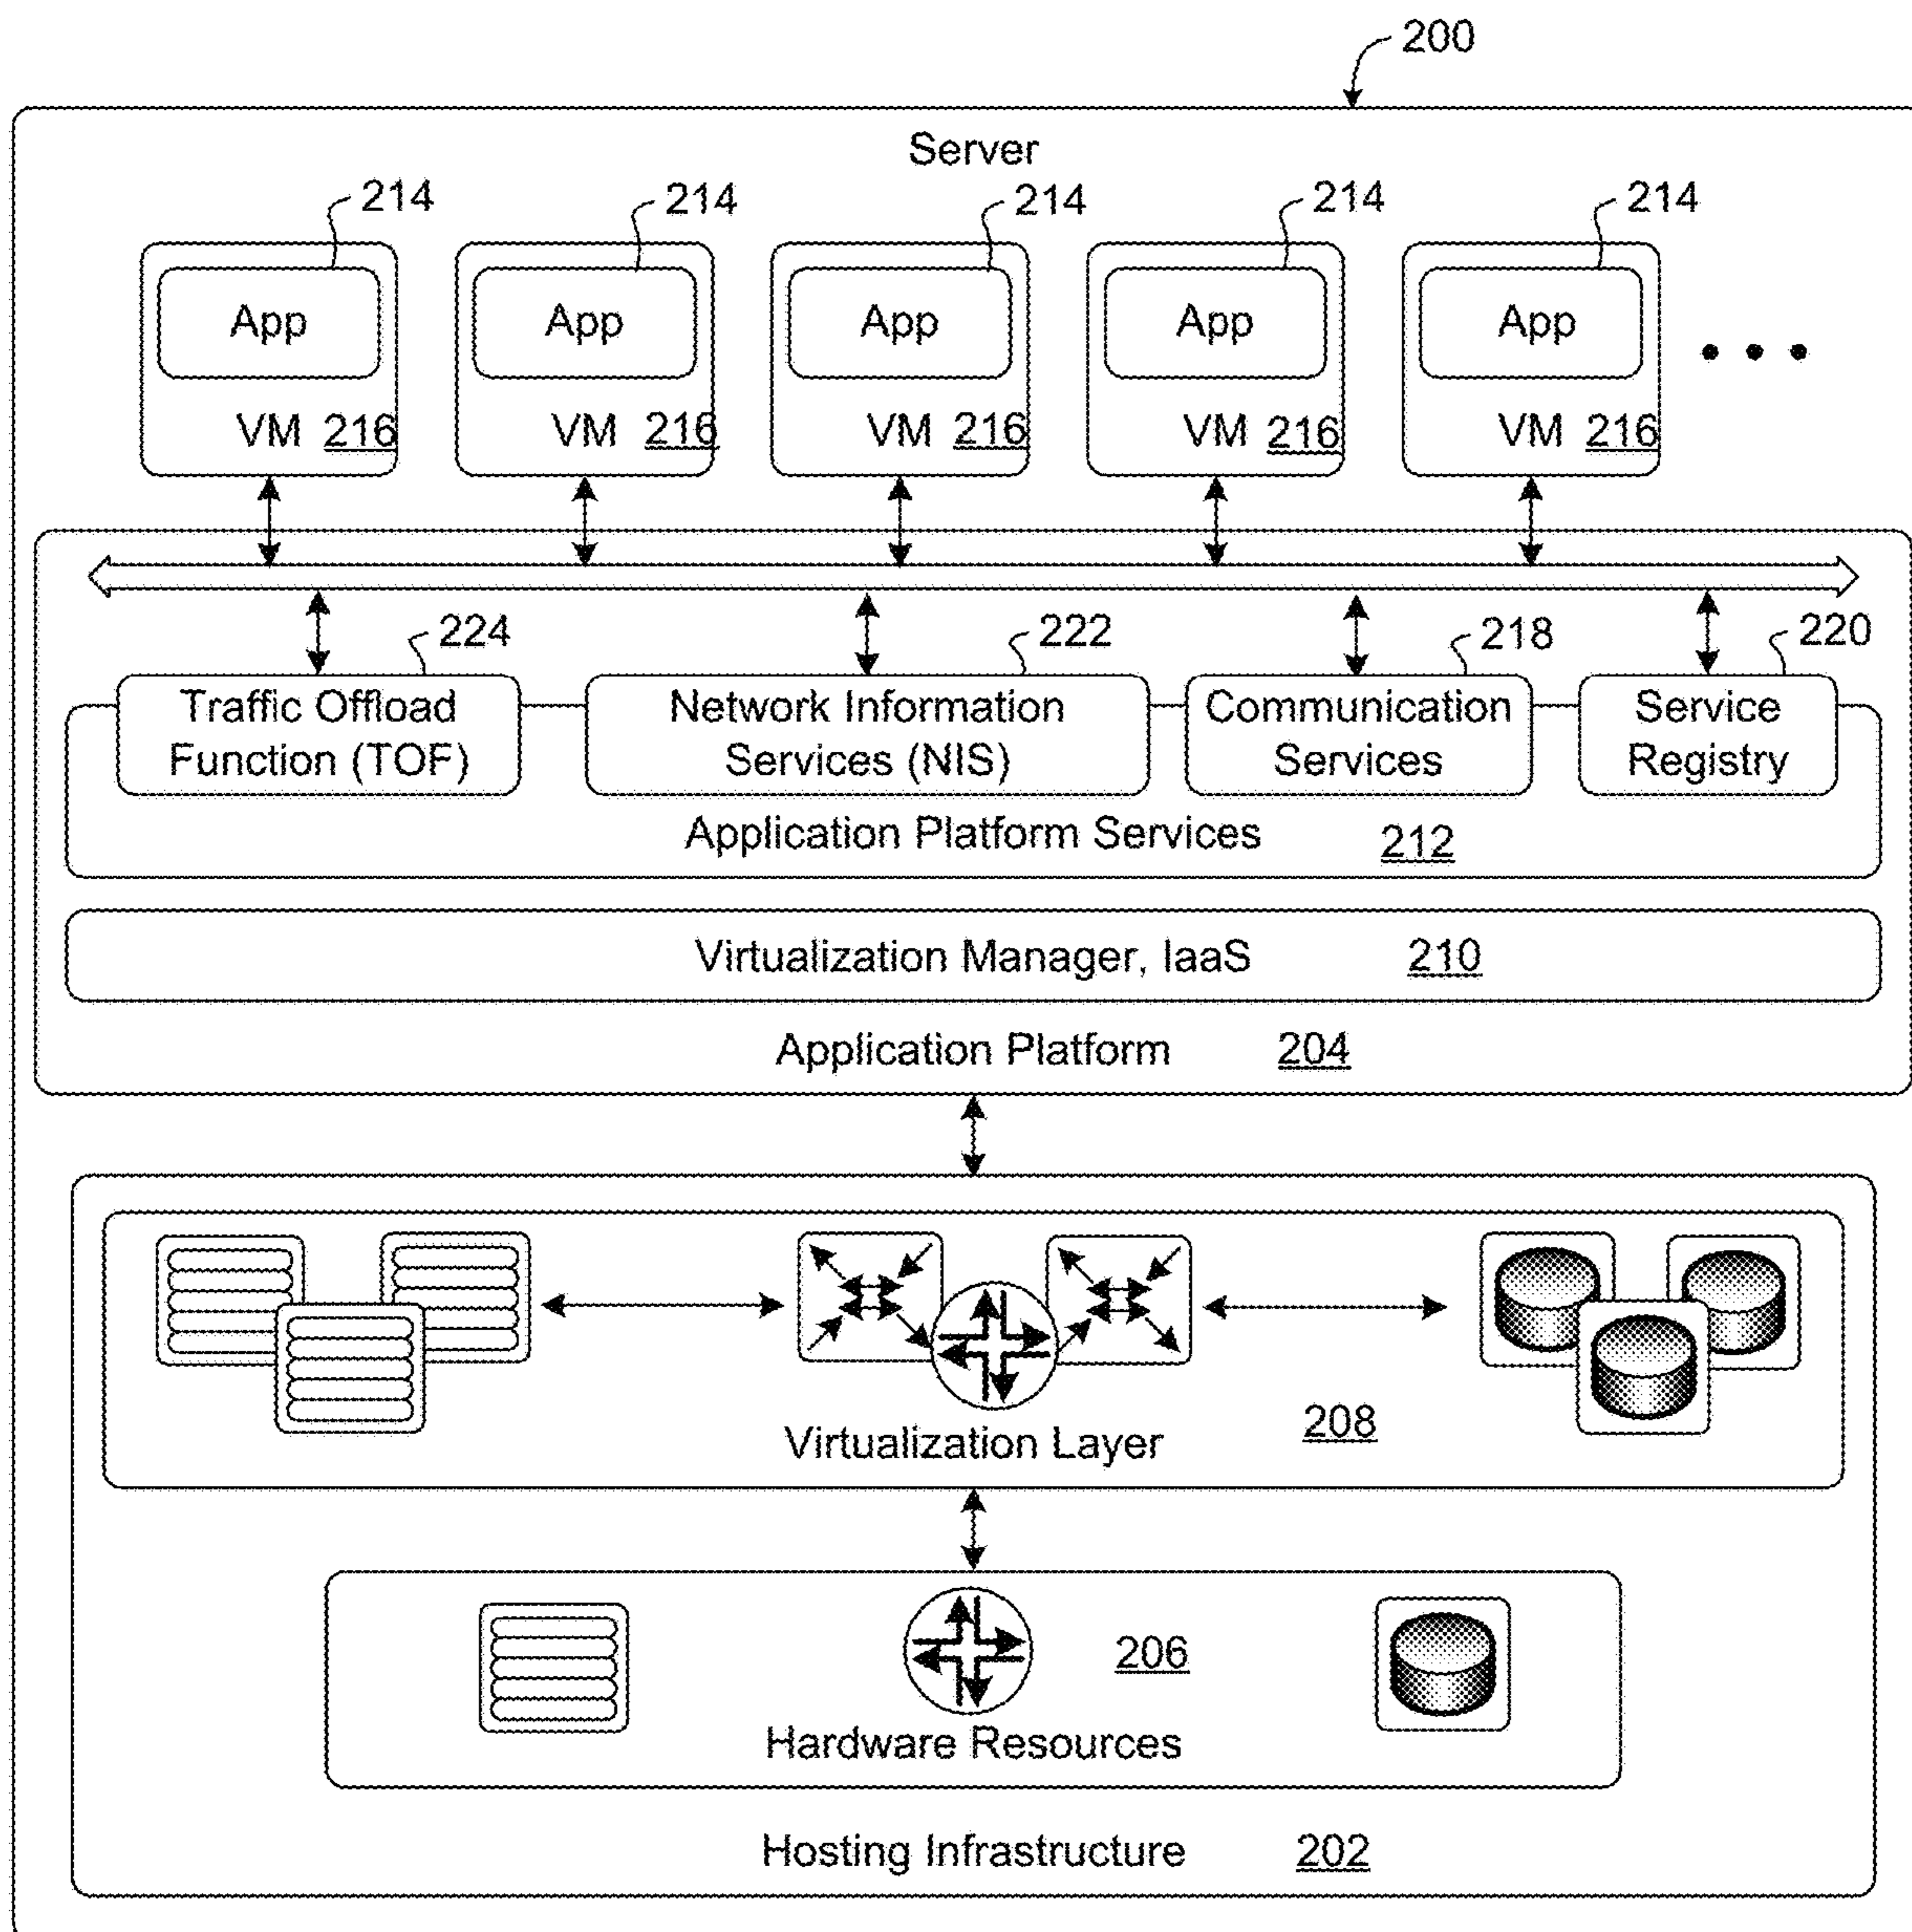 200
Server
214 214 214 214 214
App App App App App
VM 216 VM 216 VM 216 VM 216 VM 216
224 222 218 220
Traffic Offload
Function (TOF)
Network Information
Services (NIS)
Communication
Services
Service
Registry
Application Platform Services 212
Virtualization Manager, IaaS 210
Application Platform 204
Virtualization Layer 208
206
Hardware Resources
Hosting Infrastructure 202